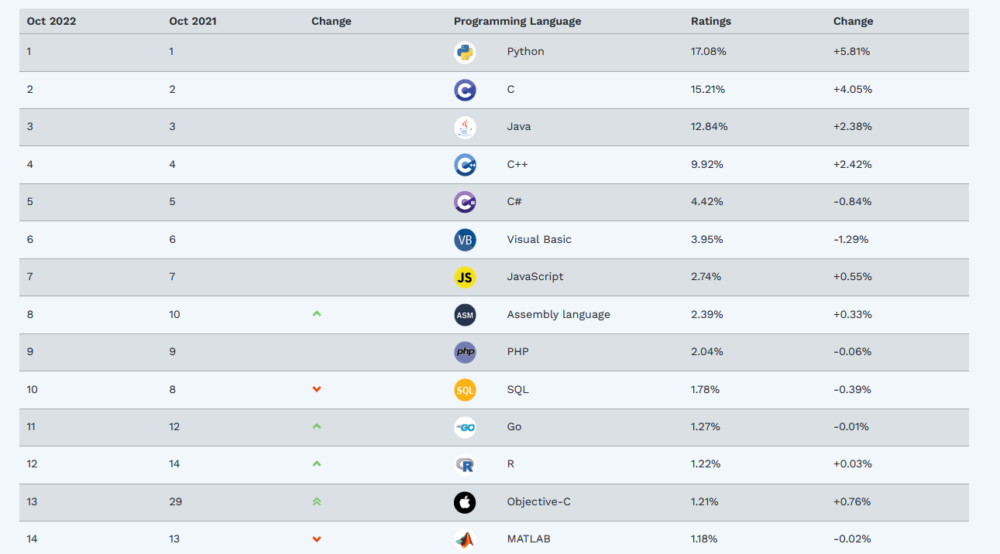 Oct 2022 Oct 2021 Change Programming Language Ratings Change
1 1 Python 17.08% +5.81%
2 2 C C 15.21% +4.05%
3 3 Java Java 12.84% +2.38%
4 4 C++ C++ 9.92% +2.42%
5 5 C# C# 4.42% -0.84%
6 6 VB Visual Basic 3.95% -1.29%
7 7 JS JavaScript 2.74% +0.55%
8 10 ASM Assembly language 2.39% +0.33%
9 9 php PHP 2.04% -0.06%
10 8 SQL SQL 1.78% -0.39%
11 12 GO Go 1.27% -0.01%
12 14 R R 1.22% +0.03%
13 29 Objective-C 1.21% +0.76%
14 13 MATLAB 1.18% -0.02%